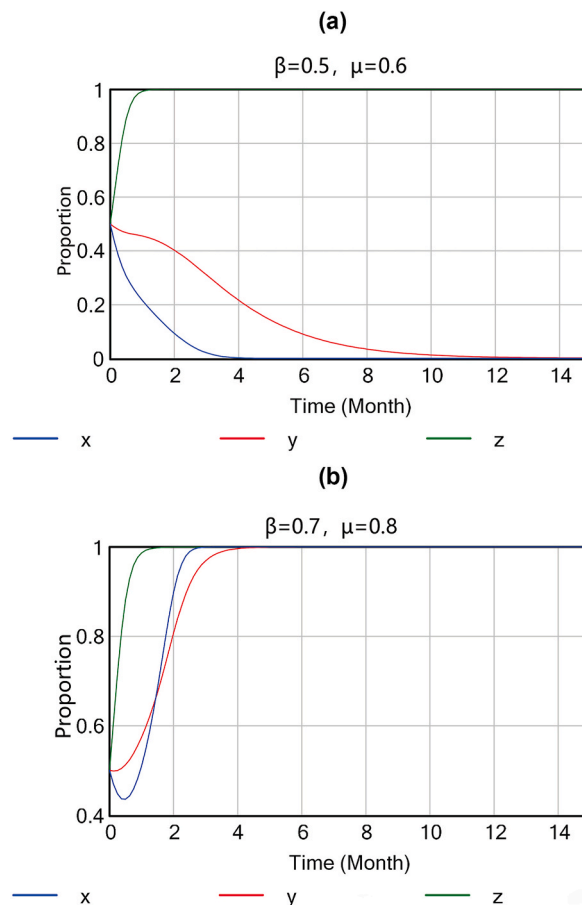 (a)
β=0.5, μ=0.6
1
0.8
0.6
0.4
0.2
0
Proportion
0 2 4 6 8 10 12 14
Time (Month)
x y z
(b)
β=0.7, μ=0.8
1
0.8
0.6
0.4
Proportion
0 2 4 6 8 10 12 14
Time (Month)
x y z